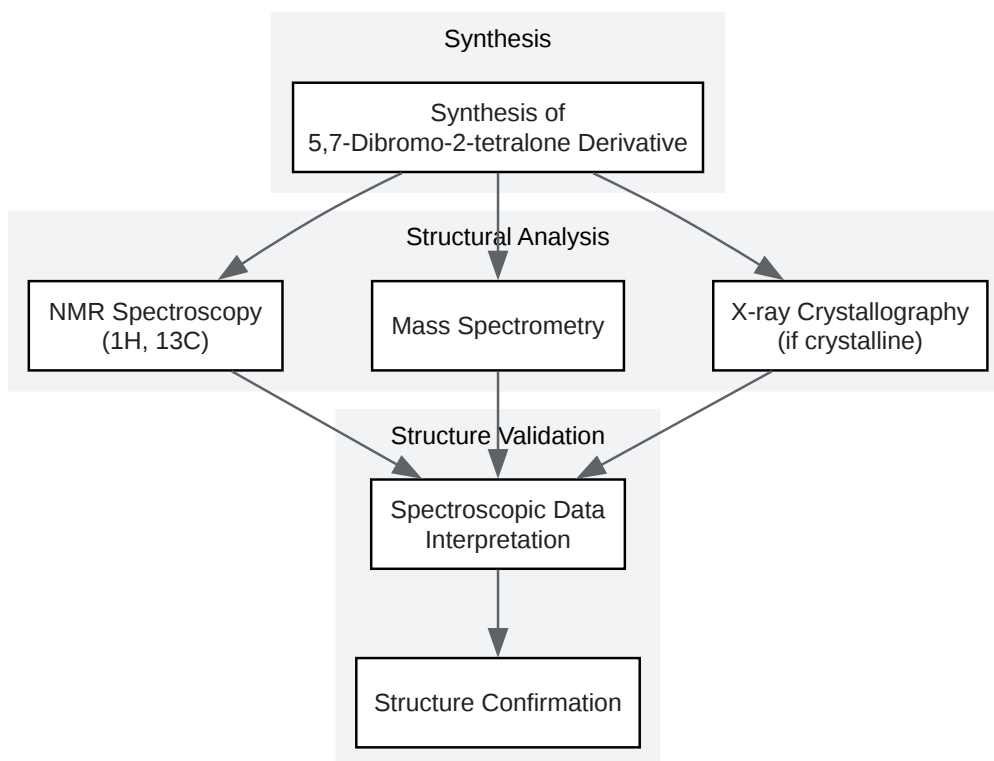 Synthesis
Synthesis of
5,7-Dibromo-2-tetralone Derivative
Structural Analysis
NMR Spectroscopy
(1H, 13C)
Mass Spectrometry
X-ray Crystallography
(if crystalline)
Structure Validation
Spectroscopic Data
Interpretation
Structure Confirmation